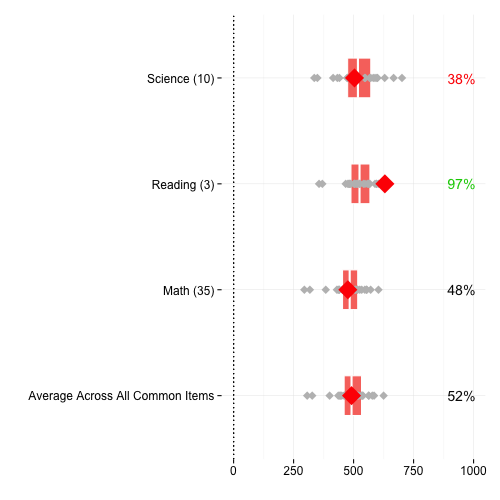 Science (10) 38%
Reading (3) 97%
Math (35) 48%
Average Across All Common Items 52%
0 250 500 750 1000